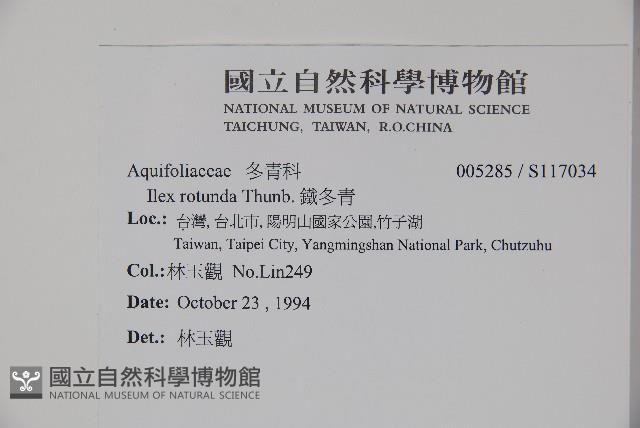 國立自然科學博物館
NATIONAL MUSEUM OF NATURAL SCIENCE
TAICHUNG, TAIWAN, R.O.CHINA
Aquifoliaceae 冬青科 005285 / S117034
Ilex rotunda Thunb. 鐵冬青
Loc.: 台灣, 台北市, 陽明山國家公園,竹子湖
Taiwan, Taipei City, Yangmingshan National Park, Chutzuhu
Col.:林玉觀 No.Lin249
Date: October 23 , 1994
Det.: 林玉觀
國立自然科學博物館
NATIONAL MUSEUM OF NATURAL SCIENCE